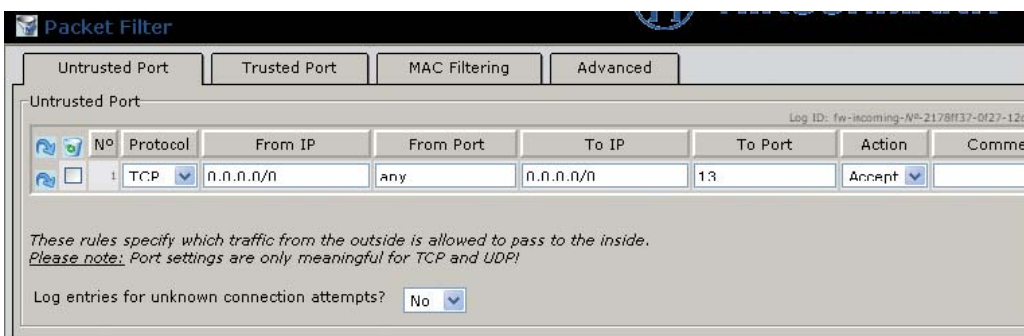 Packet Filter
Untrusted Port Trusted Port MAC Filtering Advanced
Untrusted Port
Log ID: fw-incoming-Nº-2178ff37-0f27-12c
Nº Protocol From IP From Port To IP To Port Action Comme
1 TCP 0.0.0.0/0 any 0.0.0.0/0 13 Accept
These rules specify which traffic from the outside is allowed to pass to the inside.
Please note: Port settings are only meaningful for TCP and UDP!
Log entries for unknown connection attempts? No